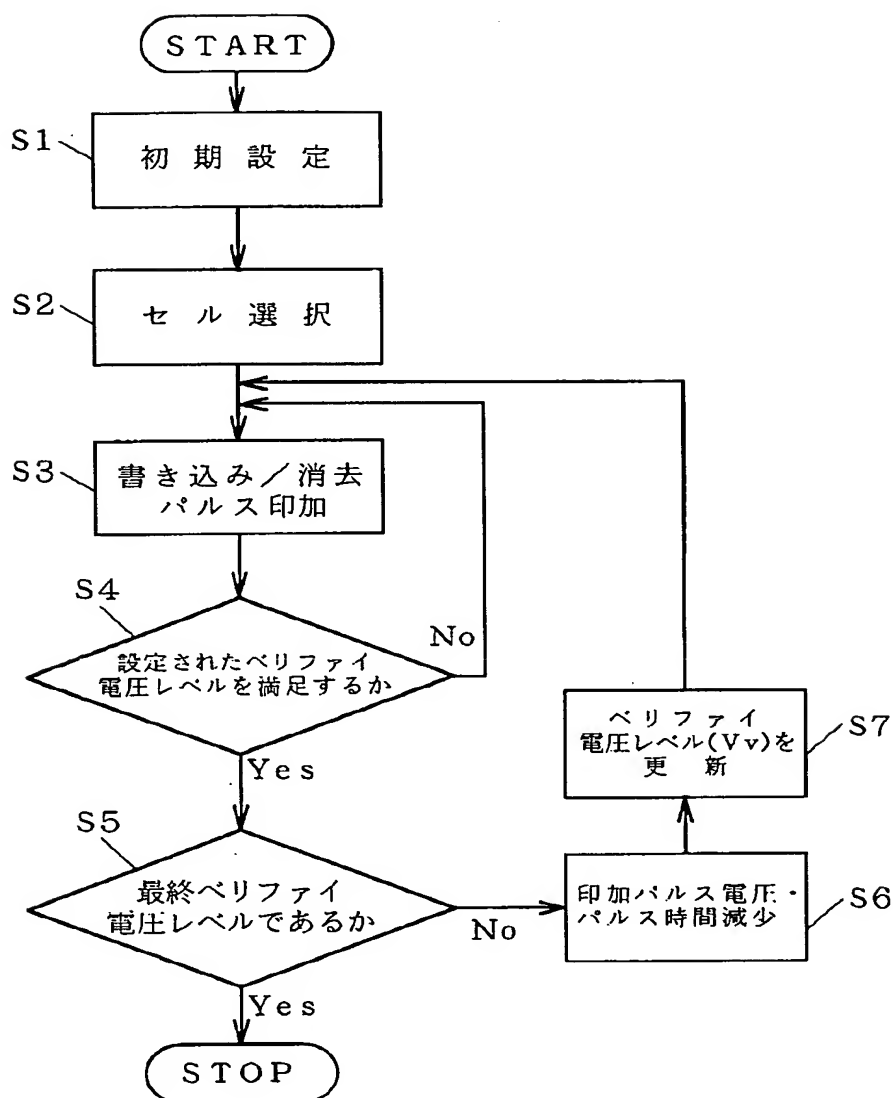 START
S1
初期設定
S2
セル選択
S3
書き込み／消去
パルス印加
S4
設定されたベリファイ
電圧レベルを満足するか
No
Yes
S5
最終ベリファイ
電圧レベルであるか
No
Yes
STOP
印加パルス電圧・
パルス時間減少
S6
ベリファイ
電圧レベル(Vv)を
更新
S7